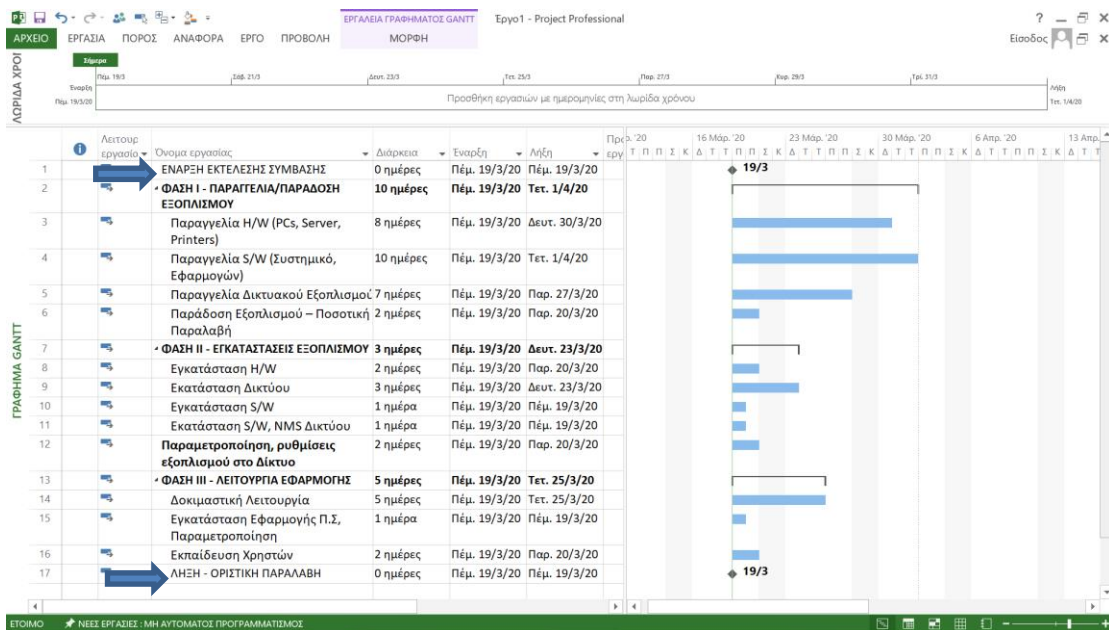 ΕΡΓΑΛΕΙΑ ΓΡΑΦΗΜΑΤΟΣ GANTT Έργο1 - Project Professional
ΑΡΧΕΙΟ ΕΡΓΑΣΙΑ ΠΟΡΟΣ ΑΝΑΦΟΡΑ ΕΡΓΟ ΠΡΟΒΟΛΗ ΜΟΡΦΗ Είσοδος
ΛΩΡΙΔΑ ΧΡΟΙ
Σήμερα
Πέμ. 19/3 Σάβ. 21/3 Δευτ. 23/3 Τετ. 25/3 Παρ. 27/3 Κυρ. 29/3 Τρί. 31/3
Έναρξη
Πέμ. 19/3/20
Προσθήκη εργασιών με ημερομηνίες στη λωρίδα χρόνου
Λήξη
Τετ. 1/4/20
ΓΡΑΦΗΜΑ GANTT
Λειτουρ εργασίο Όνομα εργασίας Διάρκεια Έναρξη Λήξη Προ εργ
ρ. '20 16 Μάρ. '20 23 Μάρ. '20 30 Μάρ. '20 6 Απρ. '20 13 Απρ.
Τ Π Π Σ Κ Δ Τ Τ Π Π Σ Κ Δ Τ Τ Π Π Σ Κ Δ Τ Τ Π Π Σ Κ Δ Τ Τ Π Π Σ Κ Δ Τ Τ
1 ΕΝΑΡΞΗ ΕΚΤΕΛΕΣΗΣ ΣΥΜΒΑΣΗΣ 0 ημέρες Πέμ. 19/3/20 Πέμ. 19/3/20 19/3
2 ΦΑΣΗ Ι - ΠΑΡΑΓΓΕΛΙΑ/ΠΑΡΑΔΟΣΗ 10 ημέρες Πέμ. 19/3/20 Τετ. 1/4/20
ΕΞΟΠΛΙΣΜΟΥ
3 Παραγγελία H/W (PCs, Server, 8 ημέρες Πέμ. 19/3/20 Δευτ. 30/3/20
Printers)
4 Παραγγελία S/W (Συστημικό, 10 ημέρες Πέμ. 19/3/20 Τετ. 1/4/20
Εφαρμογών)
5 Παραγγελία Δικτυακού Εξοπλισμού 7 ημέρες Πέμ. 19/3/20 Παρ. 27/3/20
6 Παράδοση Εξοπλισμού – Ποσοτική 2 ημέρες Πέμ. 19/3/20 Παρ. 20/3/20
Παραλαβή
7 ΦΑΣΗ ΙΙ - ΕΓΚΑΤΑΣΤΑΣΕΙΣ ΕΞΟΠΛΙΣΜΟΥ 3 ημέρες Πέμ. 19/3/20 Δευτ. 23/3/20
8 Εγκατάσταση H/W 2 ημέρες Πέμ. 19/3/20 Παρ. 20/3/20
9 Εκατάσταση Δικτύου 3 ημέρες Πέμ. 19/3/20 Δευτ. 23/3/20
10 Εγκατάσταση S/W 1 ημέρα Πέμ. 19/3/20 Πέμ. 19/3/20
11 Εκατάσταση S/W, NMS Δικτύου 1 ημέρα Πέμ. 19/3/20 Πέμ. 19/3/20
12 Παραμετροποίηση, ρυθμίσεις 2 ημέρες Πέμ. 19/3/20 Παρ. 20/3/20
εξοπλισμού στο Δίκτυο
13 ΦΑΣΗ ΙΙΙ - ΛΕΙΤΟΥΡΓΙΑ ΕΦΑΡΜΟΓΗΣ 5 ημέρες Πέμ. 19/3/20 Τετ. 25/3/20
14 Δοκιμαστική Λειτουργία 5 ημέρες Πέμ. 19/3/20 Τετ. 25/3/20
15 Εγκατάσταση Εφαρμογής Π.Σ, 1 ημέρα Πέμ. 19/3/20 Πέμ. 19/3/20
Παραμετροποίηση
16 Εκπαίδευση Χρηστών 2 ημέρες Πέμ. 19/3/20 Παρ. 20/3/20
17 ΛΗΞΗ - ΟΡΙΣΤΙΚΗ ΠΑΡΑΛΑΒΗ 0 ημέρες Πέμ. 19/3/20 Πέμ. 19/3/20 19/3
ΕΤΟΙΜΟ ΝΕΕΣ ΕΡΓΑΣΙΕΣ : ΜΗ ΑΥΤΟΜΑΤΟΣ ΠΡΟΓΡΑΜΜΑΤΙΣΜΟΣ